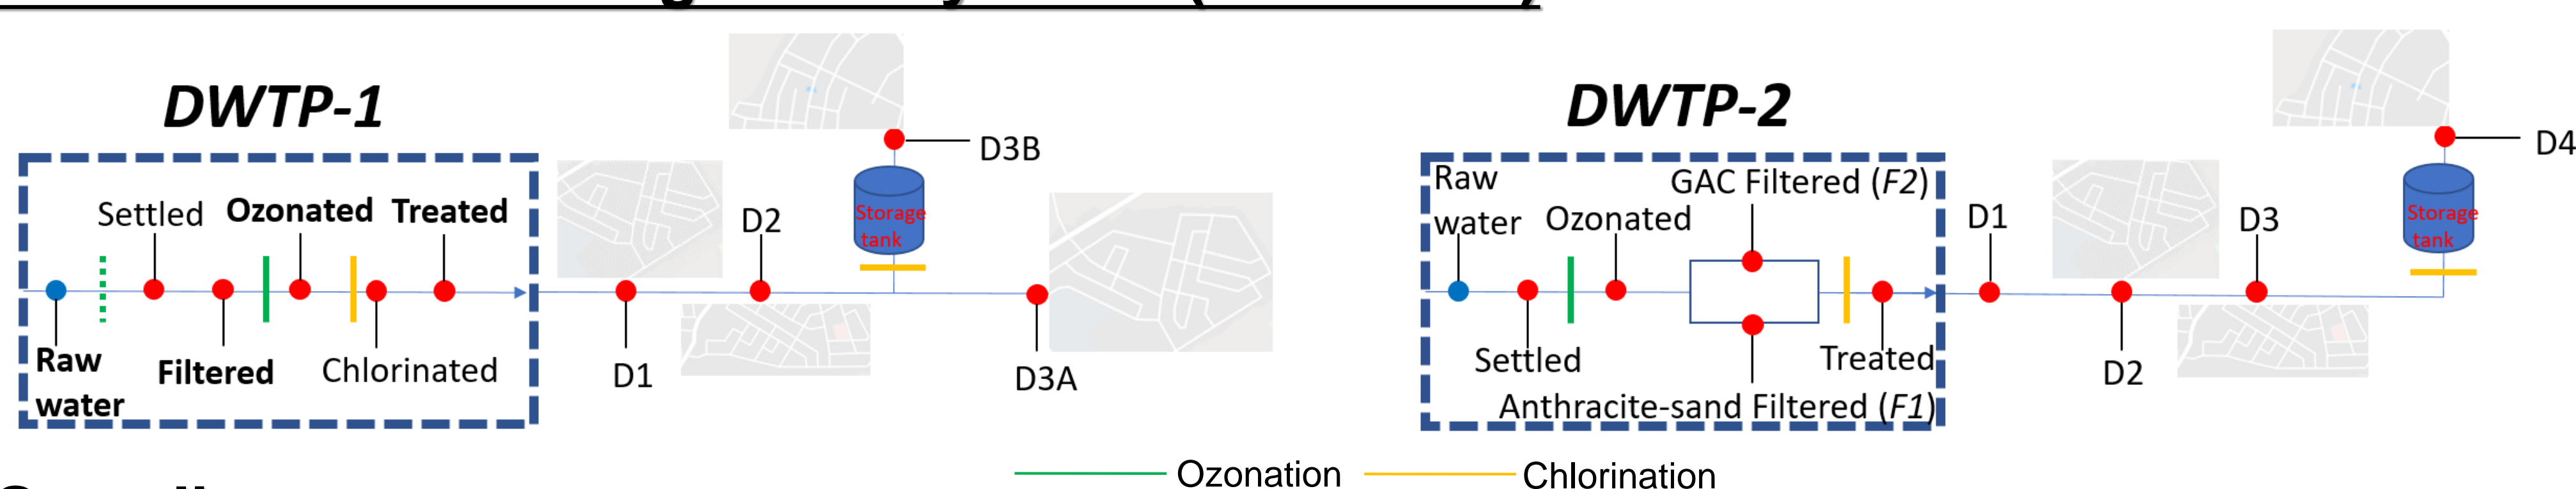 DWTP-1
Settled
Ozonated
Treated
Raw
water
Filtered
Chlorinated
D1
D2
Storage
tank
D3B
D3A
DWTP-2
Raw
water
Settled
Ozonated
GAC Filtered (F2)
Anthracite-sand Filtered (F1)
Treated
D1
D2
D3
Storage
tank
D4
Ozonation
Chlorination